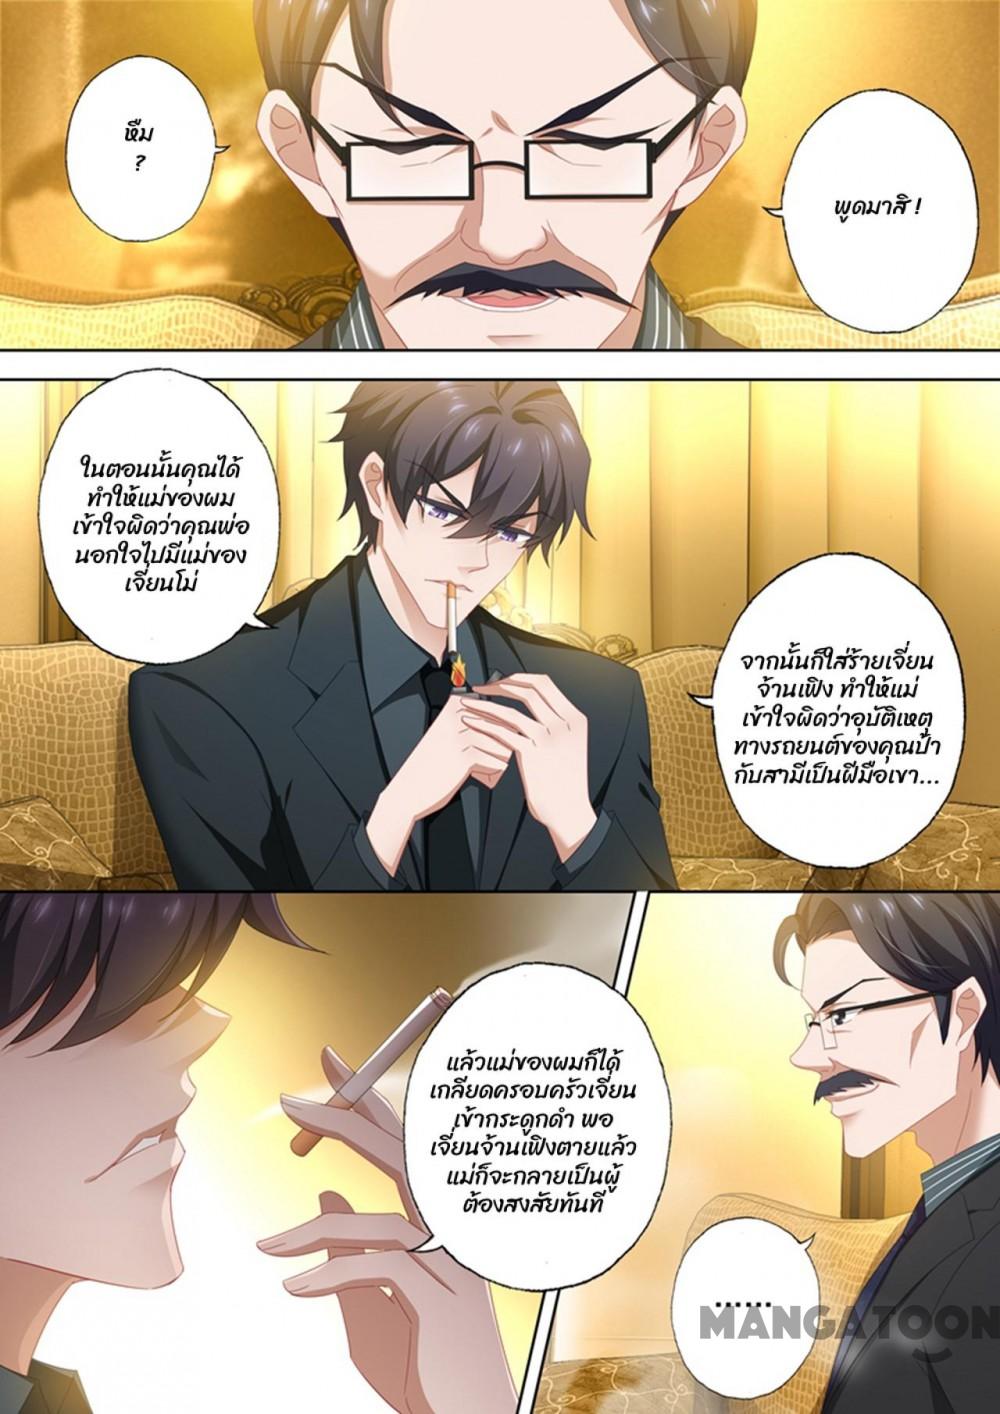 หืม
?
พูดมาสิ !
ในตอนนั้นคุณได้
ทำให้แม่ของผม
เข้าใจผิดว่าคุณพ่อ
นอกใจไปมีแม่ของ
เจี่ยนโม่
จากนั้นก็ใส่ร้ายเจี่ยน
จ้านเฟิง ทำให้แม่
เข้าใจผิดว่าอุบัติเหตุ
ทางรถยนต์ของคุณป้า
กับสามีเป็นฝีมือเขา...
แล้วแม่ของผมก็ได้
เกลียดครอบครัวเจี่ยน
เข้ากระดูกดำ พอ
เจี่ยนจ้านเฟิงตายแล้ว
แม่ก็จะกลายเป็นผู้
ต้องสงสัยทันที
......
MANGATOON